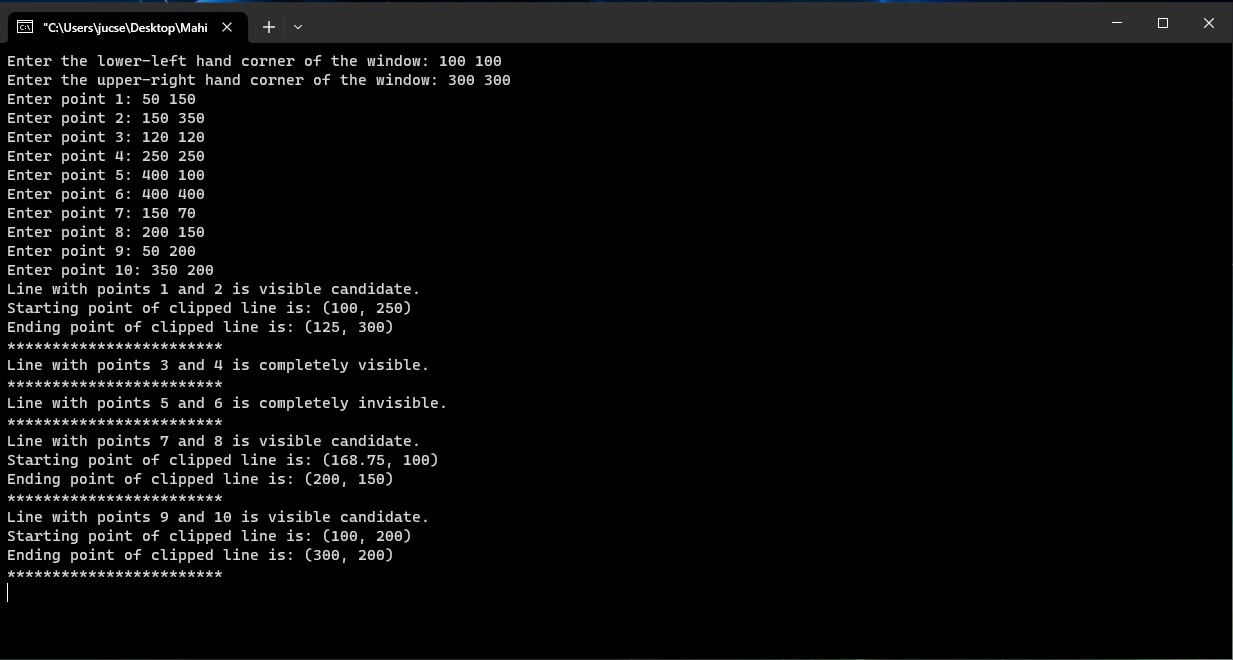 "C:\Users\jucse\Desktop\Mahi
Enter the lower-left hand corner of the window: 100 100
Enter the upper-right hand corner of the window: 300 300
Enter point 1: 50 150
Enter point 2: 150 350
Enter point 3: 120 120
Enter point 4: 250 250
Enter point 5: 400 100
Enter point 6: 400 400
Enter point 7: 150 70
Enter point 8: 200 150
Enter point 9: 50 200
Enter point 10: 350 200
Line with points 1 and 2 is visible candidate.
Starting point of clipped line is: (100, 250)
Ending point of clipped line is: (125, 300)
************************
Line with points 3 and 4 is completely visible.
************************
Line with points 5 and 6 is completely invisible.
************************
Line with points 7 and 8 is visible candidate.
Starting point of clipped line is: (168.75, 100)
Ending point of clipped line is: (200, 150)
************************
Line with points 9 and 10 is visible candidate.
Starting point of clipped line is: (100, 200)
Ending point of clipped line is: (300, 200)
************************